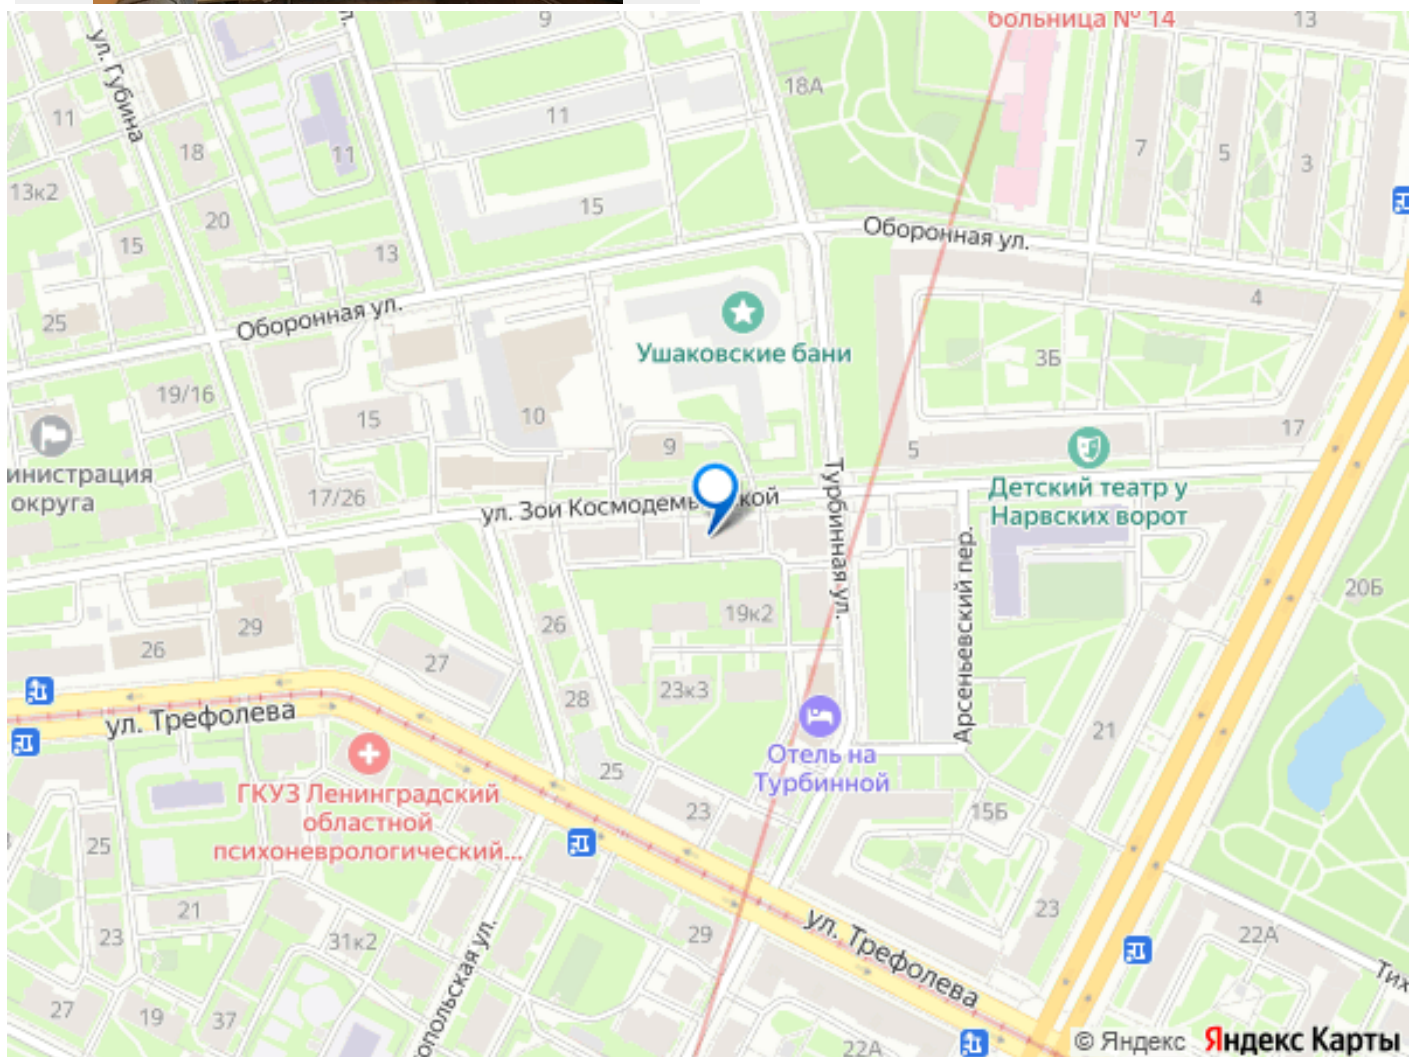 9
больница № 14
13
ул. Губина
18А
11
11
7
5
3
18
11
13к2
15
20
15
13
Оборонная ул.
4
25
Оборонная ул.
Ушаковские бани
3Б
19/16
15
10
17
9
5
инистрация
округа
17/26
ул. Зои Космодемь
кой
Турбинная ул.
Детский театр у
Нарвских ворот
Арсеньевский пер.
20Б
19к2
26
29
26
27
23к3
28
ул. Трефолева
21
Отель на
Турбинной
25
ГКУЗ Ленинградский
областной
психоневрологический...
23
15Б
25
21
23
31к2
29
ул. Трефолева
23
22А
опольская ул.
Тих
27
19
37
22А
© Яндекс Яндекс Карты